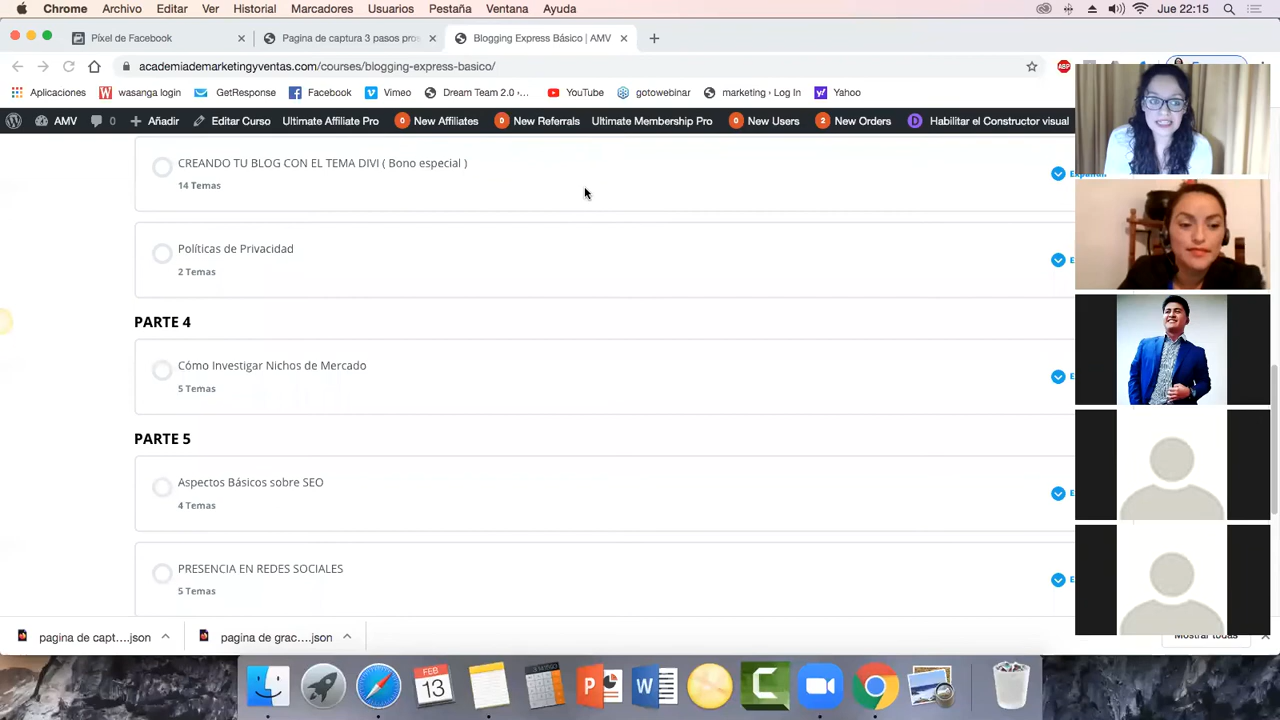 Chrome Archivo Editar Ver Historial Marcadores Usuarios Pestaña Ventana Ayuda Jue 22:15
Píxel de Facebook Pagina de captura 3 pasos pros Blogging Express Básico | AMV
academiademarketingyventas.com/courses/blogging-express-basico/
ABP
Aplicaciones wasanga login GetResponse Facebook Vimeo Dream Team 2.0 ‹… YouTube gotowebinar marketing › Log In Yahoo
AMV 0 Añadir Editar Curso Ultimate Affiliate Pro 0 New Affiliates 0 New Referrals Ultimate Membership Pro 0 New Users 2 New Orders D Habilitar el Constructor visual
CREANDO TU BLOG CON EL TEMA DIVI ( Bono especial )
14 Temas
Políticas de Privacidad
2 Temas
PARTE 4
Cómo Investigar Nichos de Mercado
5 Temas
PARTE 5
Aspectos Básicos sobre SEO
4 Temas
PRESENCIA EN REDES SOCIALES
5 Temas
pagina de capt....json pagina de grac....json Mostrar todas
FEB
13